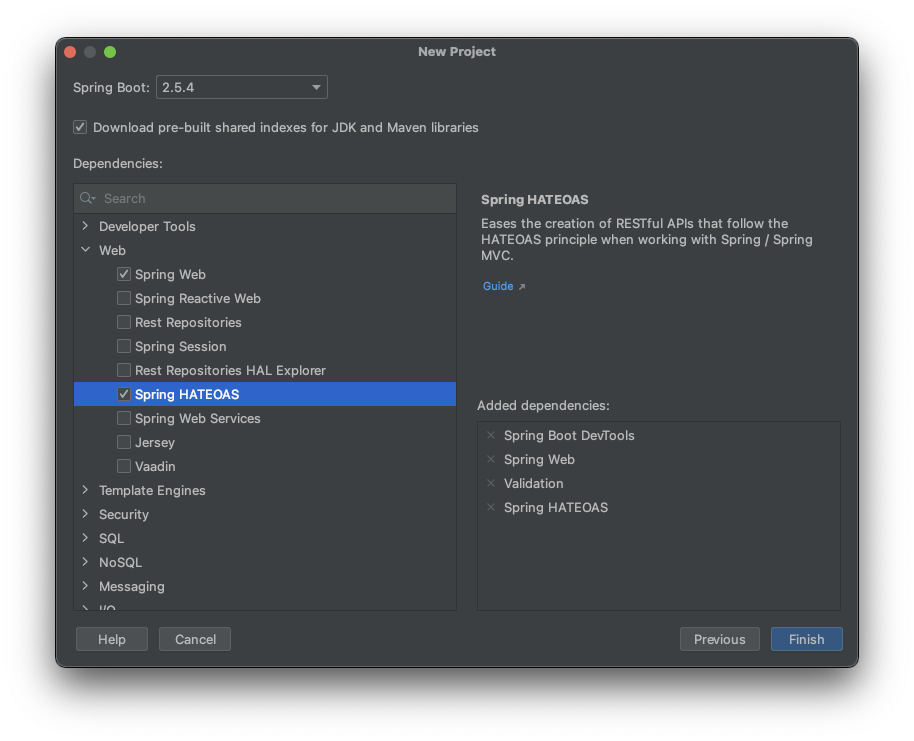 New Project
Spring Boot: 2.5.4
Download pre-built shared indexes for JDK and Maven libraries
Dependencies:
Search
Developer Tools
Web
Spring Web
Spring Reactive Web
Rest Repositories
Spring Session
Rest Repositories HAL Explorer
Spring HATEOAS
Spring Web Services
Jersey
Vaadin
Template Engines
Security
SQL
NoSQL
Messaging
I/O
Spring HATEOAS
Eases the creation of RESTful APIs that follow the
HATEOAS principle when working with Spring / Spring
MVC.
Guide
Added dependencies:
Spring Boot DevTools
Spring Web
Validation
Spring HATEOAS
Help
Cancel
Previous
Finish